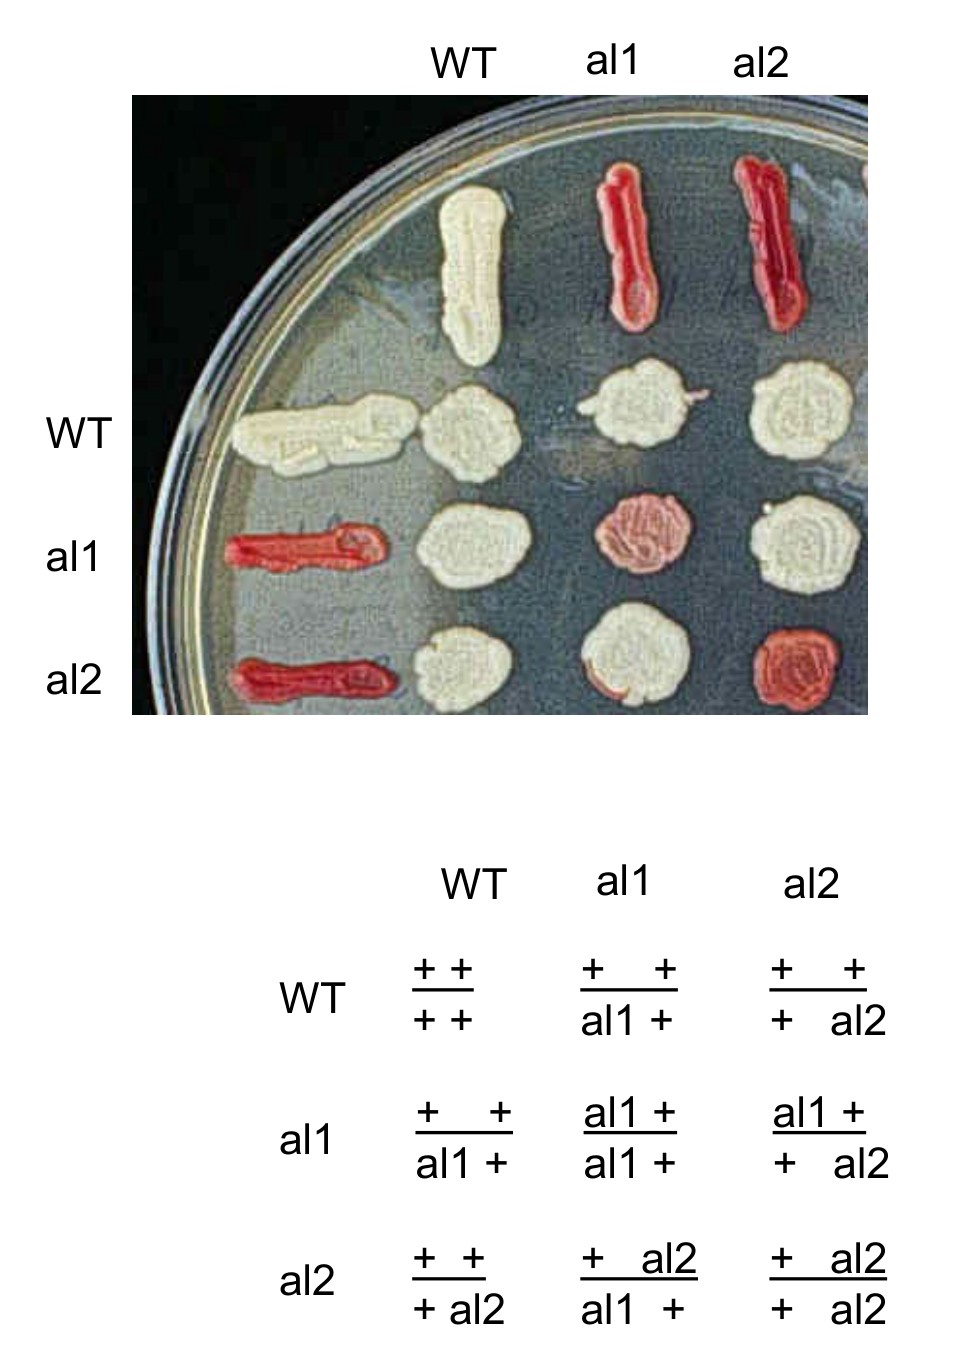 WT al1 al2
WT
al1
al2
WT al1 al2
+ + + + + +
WT
+ + al1 + + al2
+ + al1 + al1 +
al1
al1 + al1 + + al2
+ + + al2 + al2
al2
+ al2 al1 + + al2